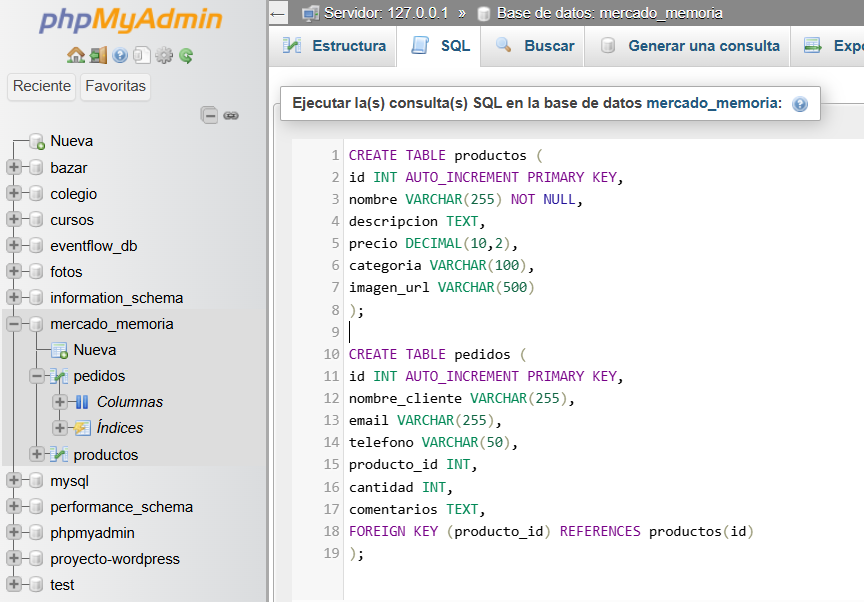 phpMyAdmin
Reciente Favoritas
Nueva
bazar
colegio
cursos
eventflow_db
fotos
information_schema
mercado_memoria
Nueva
pedidos
Columnas
Índices
productos
mysql
performance_schema
phpmyadmin
proyecto-wordpress
test
← Servidor: 127.0.0.1 » Base de datos: mercado_memoria
Estructura SQL Buscar Generar una consulta
Ejecutar la(s) consulta(s) SQL en la base de datos mercado_memoria:
1 CREATE TABLE productos (
2 id INT AUTO_INCREMENT PRIMARY KEY,
3 nombre VARCHAR(255) NOT NULL,
4 descripcion TEXT,
5 precio DECIMAL(10,2),
6 categoria VARCHAR(100),
7 imagen_url VARCHAR(500)
8 );
9
10 CREATE TABLE pedidos (
11 id INT AUTO_INCREMENT PRIMARY KEY,
12 nombre_cliente VARCHAR(255),
13 email VARCHAR(255),
14 telefono VARCHAR(50),
15 producto_id INT,
16 cantidad INT,
17 comentarios TEXT,
18 FOREIGN KEY (producto_id) REFERENCES productos(id)
19 );